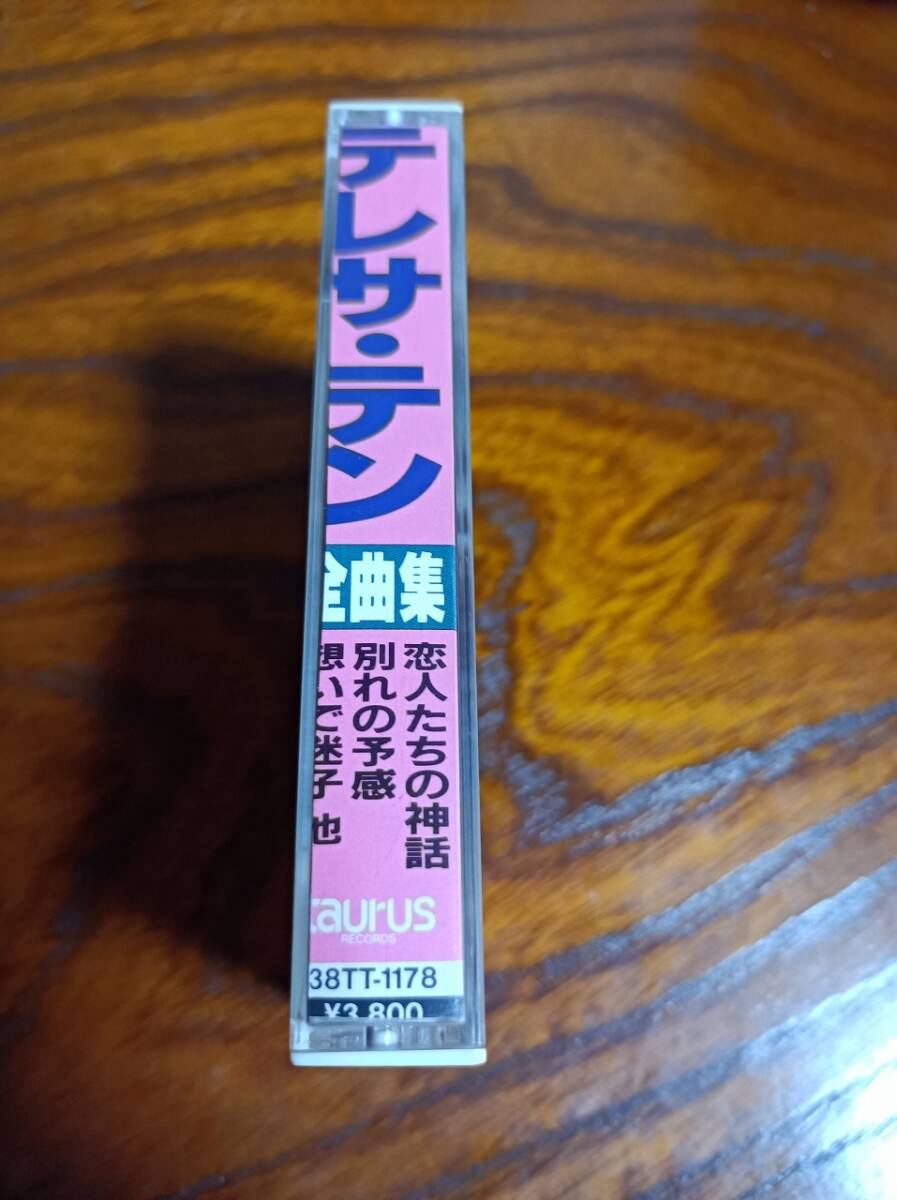 テレサ・テン
全曲集
恋人たちの神話
別れの予感
想いで迷子 他
taurus
RECORDS
38TT-1178
¥3,800